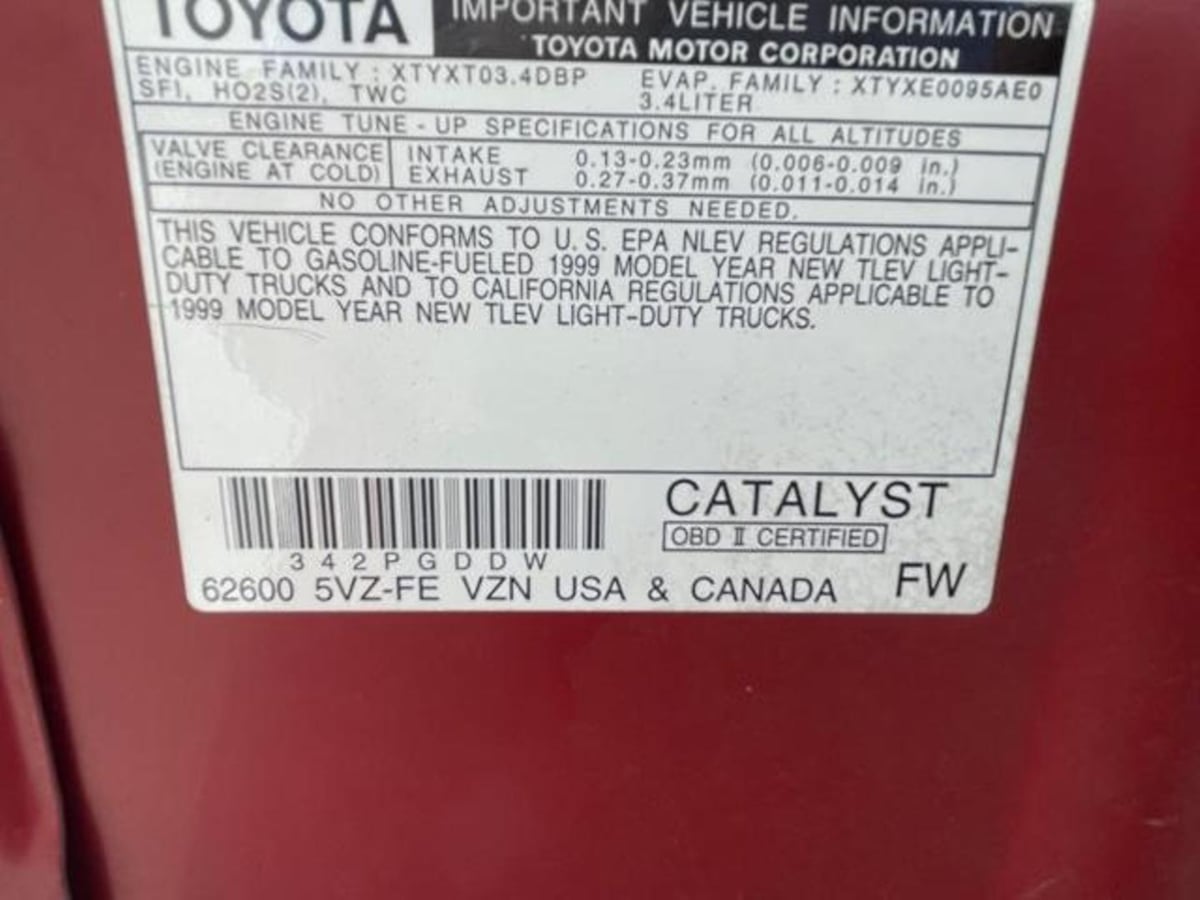 TOYOTA
IMPORTANT VEHICLE INFORMATION
TOYOTA MOTOR CORPORATION
ENGINE FAMILY : XTYXT03.4DBP
EVAP. FAMILY : XTYXE0095AE0
SFI, HO2S(2), TWC
3.4LITER
ENGINE TUNE - UP SPECIFICATIONS FOR ALL ALTITUDES
VALVE CLEARANCE INTAKE 0.13-0.23mm (0.006-0.009 in.)
(ENGINE AT COLD) EXHAUST 0.27-0.37mm (0.011-0.014 in.)
NO OTHER ADJUSTMENTS NEEDED.
THIS VEHICLE CONFORMS TO U.S. EPA NLEV REGULATIONS APPLI-
CABLE TO GASOLINE-FUELED 1999 MODEL YEAR NEW TLEV LIGHT-
DUTY TRUCKS AND TO CALIFORNIA REGULATIONS APPLICABLE TO
1999 MODEL YEAR NEW TLEV LIGHT-DUTY TRUCKS.
CATALYST
OBD II CERTIFIED
342PGDDW
62600 5VZ-FE VZN USA & CANADA FW